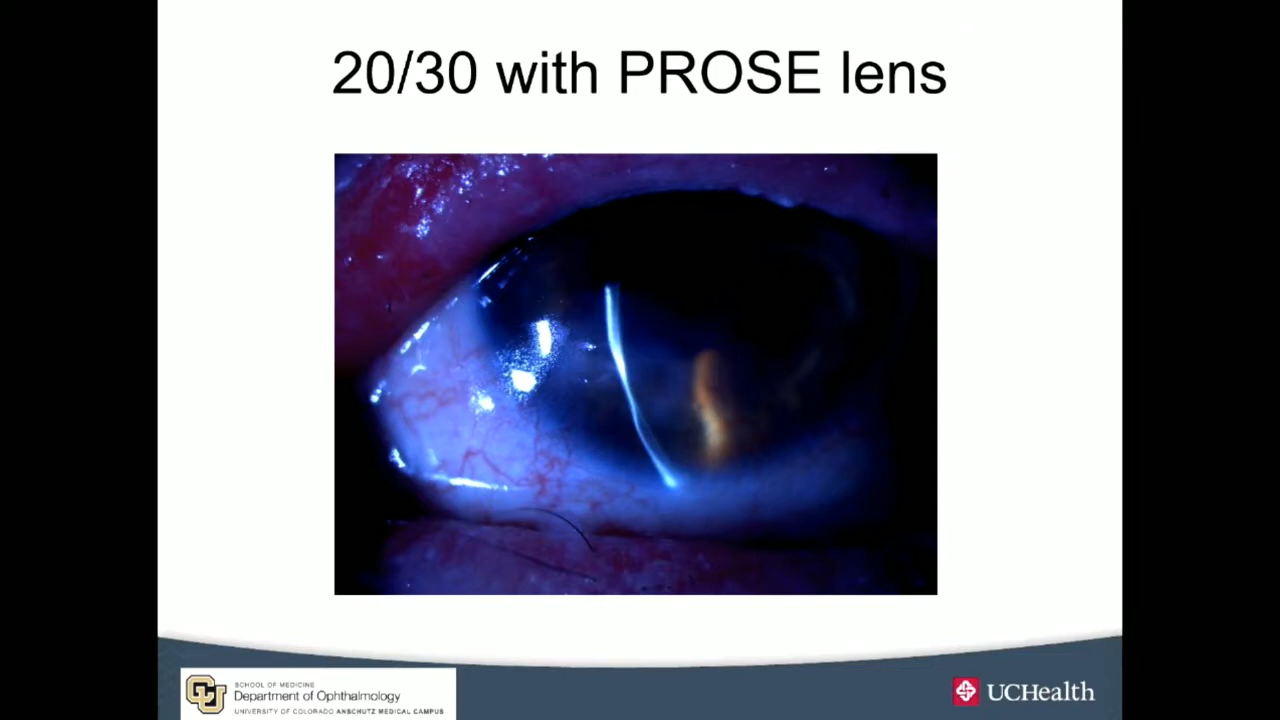 20/30 with PROSE lens
SCHOOL OF MEDICINE
Department of Ophthalmology
UNIVERSITY OF COLORADO ANSCHUTZ MEDICAL CAMPUS
UCHealth